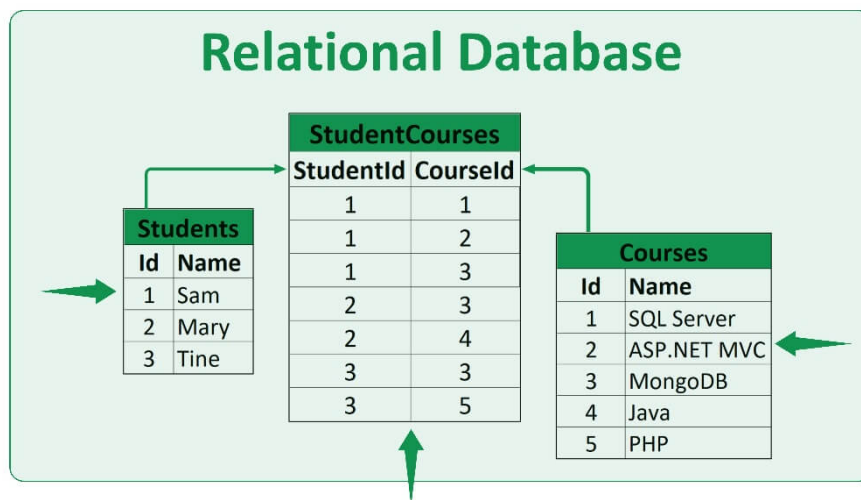 Relational Database
StudentCourses
StudentId CourseId
1 1
1 2
1 3
2 3
2 4
3 3
3 5
Students
Id Name
1 Sam
2 Mary
3 Tine
Courses
Id Name
1 SQL Server
2 ASP.NET MVC
3 MongoDB
4 Java
5 PHP